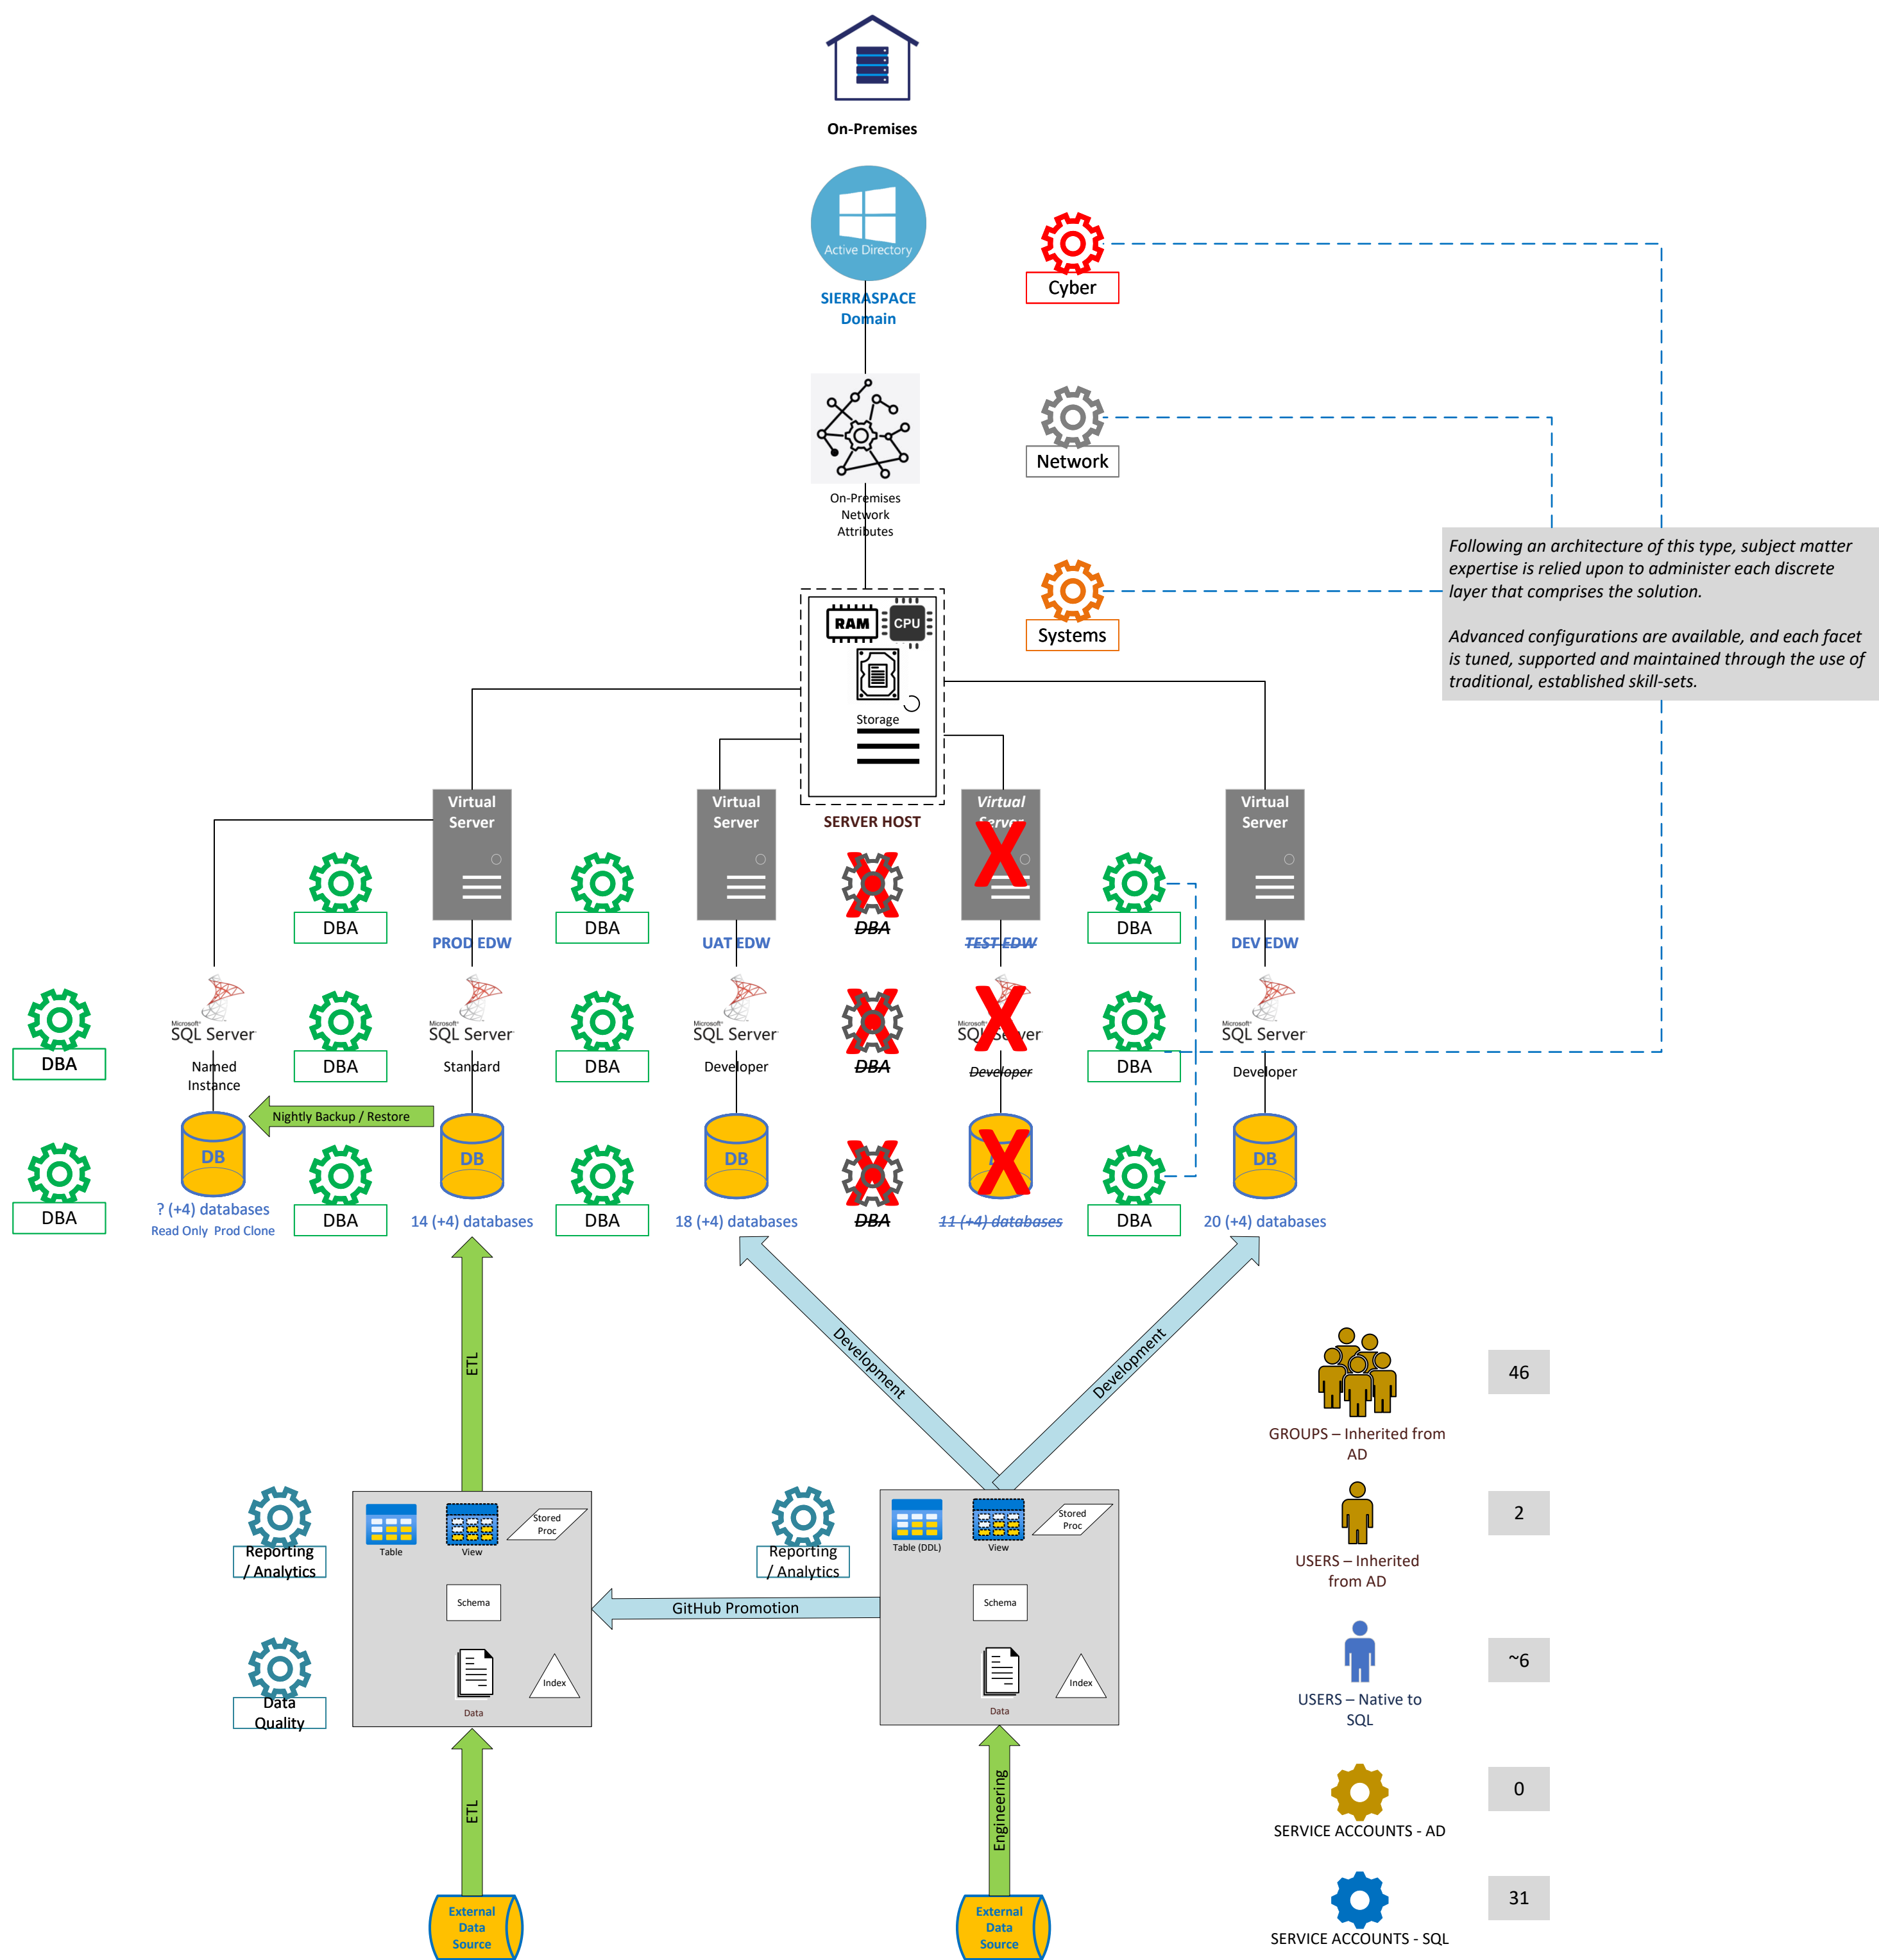 On-Premises
Active Directory
SIERRASPACE
Domain
Cyber
On-Premises
Network
Attributes
Network
Following an architecture of this type, subject matter
expertise is relied upon to administer each discrete
layer that comprises the solution.
Advanced configurations are available, and each facet
is tuned, supported and maintained through the use of
traditional, established skill-sets.
RAM
CPU
Storage
Systems
SERVER HOST
Virtual
Server
Virtual
Server
Virtual
Server
Virtual
Server
DBA
DBA
DBA
DBA
PROD EDW
UAT EDW
TEST EDW
DEV EDW
Microsoft
SQL Server
Microsoft
SQL Server
Microsoft
SQL Server
Microsoft
SQL Server
Microsoft
SQL Server
DBA
DBA
DBA
DBA
DBA
Named
Instance
Standard
Developer
Developer
Developer
Nightly Backup / Restore
DB
DB
DB
DB
DBA
DBA
DBA
DBA
DBA
? (+4) databases
Read Only Prod Clone
14 (+4) databases
18 (+4) databases
11 (+4) databases
20 (+4) databases
ETL
Development
Development
GROUPS – Inherited from
AD
46
USERS – Inherited
from AD
2
USERS – Native to
SQL
~6
SERVICE ACCOUNTS - AD
0
SERVICE ACCOUNTS - SQL
31
Reporting
/ Analytics
Table
View
Stored
Proc
Schema
Data
Index
Data
Quality
Reporting
/ Analytics
Table (DDL)
View
Stored
Proc
Schema
Data
Index
GitHub Promotion
ETL
Engineering
External
Data
Source
External
Data
Source